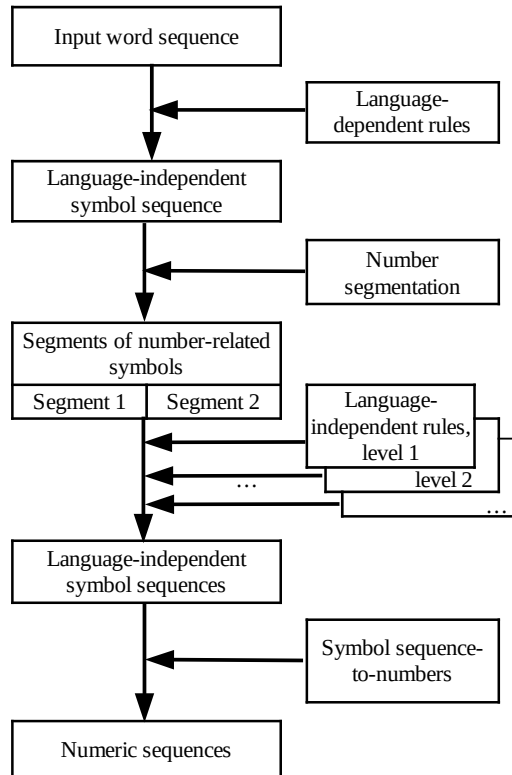 Input word sequence
Language-
dependent rules
Language-independent
symbol sequence
Number
segmentation
Segments of number-related
symbols
Segment 1
Segment 2
Language-
independent rules,
level 1
level 2
…
…
Language-independent
symbol sequences
Symbol sequence-
to-numbers
Numeric sequences